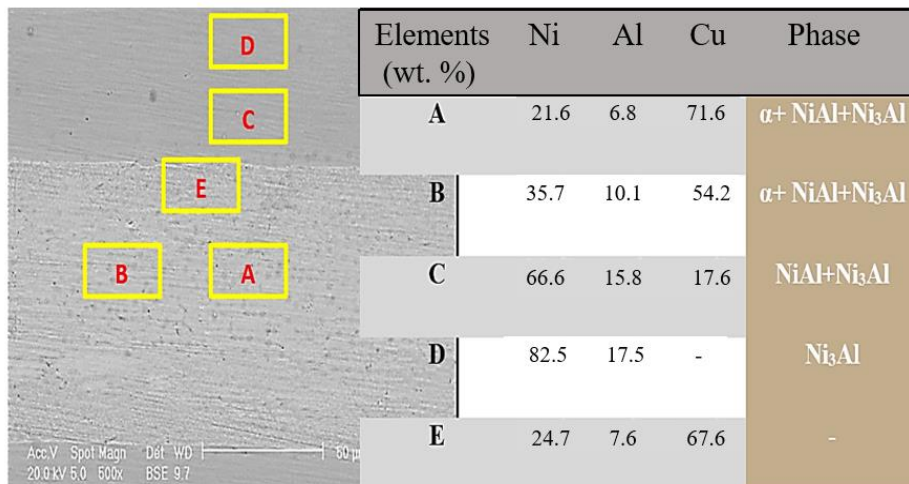 D
C
E
B A
Acc.V Spot Magn Det WD
20.0 kV 5.0 500x BSE 9.7
Elements Ni Al Cu Phase
(wt. %)
A 21.6 6.8 71.6 α+ NiAl+Ni₃Al
B 35.7 10.1 54.2 α+ NiAl+Ni₃Al
C 66.6 15.8 17.6 NiAl+Ni₃Al
D 82.5 17.5 -  Ni₃Al
E 24.7 7.6 67.6 -